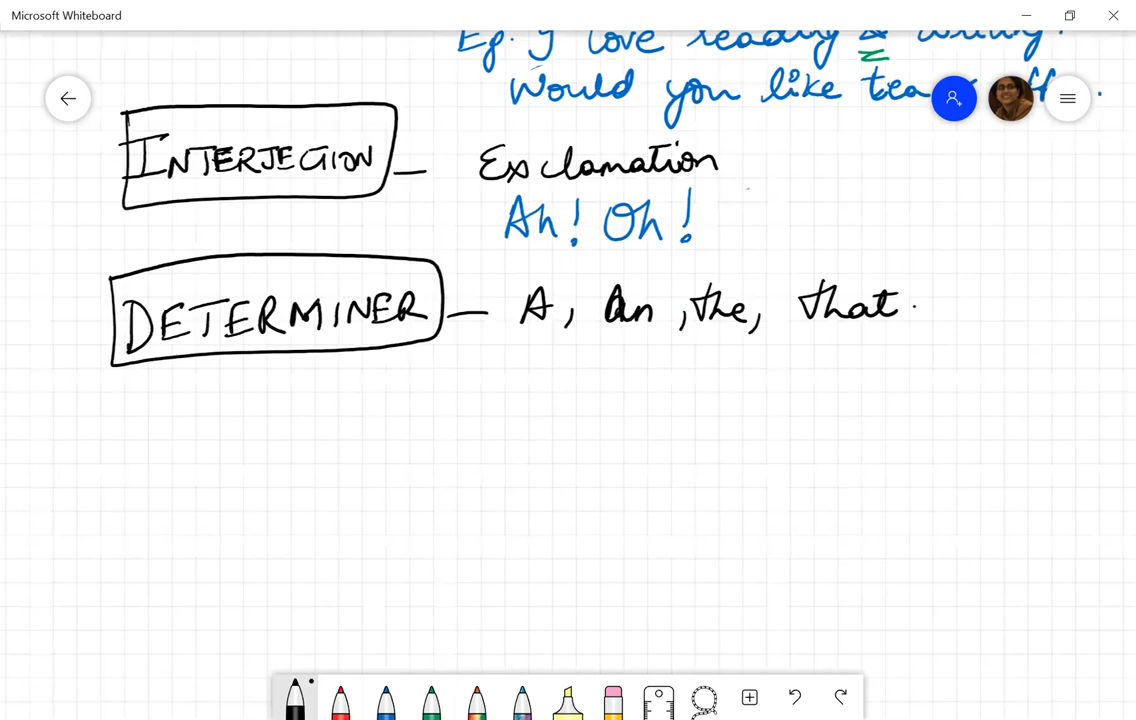 Microsoft Whiteboard
Eg. I love reading & writing.
Would you like tea
INTERJECTION — Exclamation
Ah! Oh!
DETERMINER — A, An, the, that.